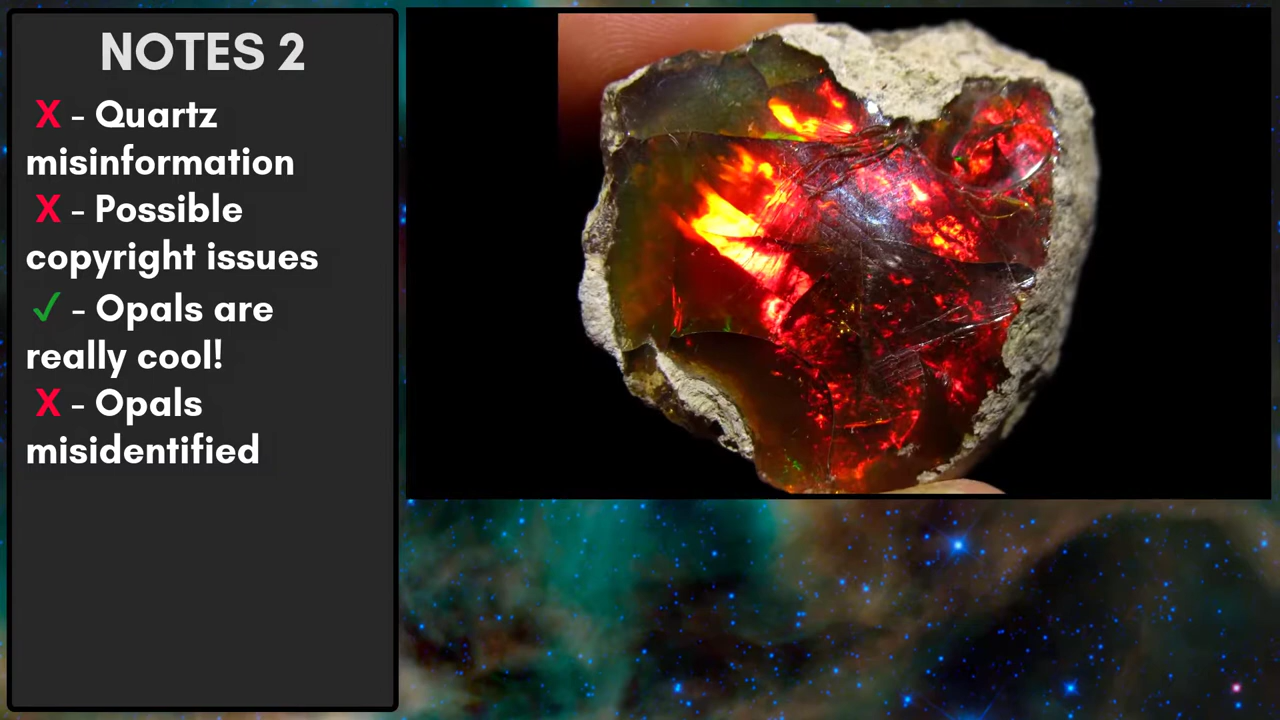 NOTES 2
X - Quartz
misinformation
X - Possible
copyright issues
✓ - Opals are
really cool!
X - Opals
misidentified